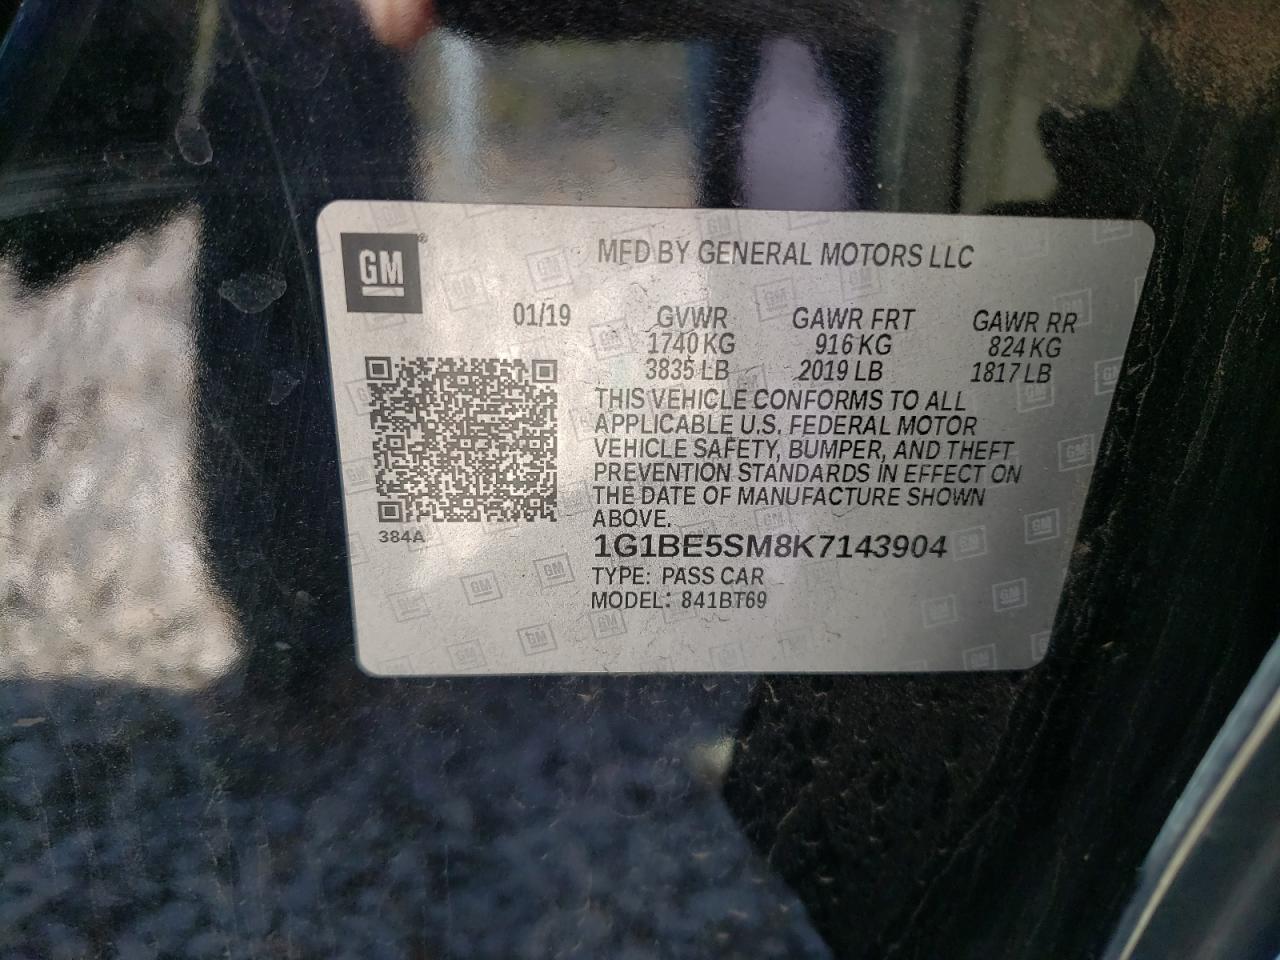 GM
MFD BY GENERAL MOTORS LLC
01/19
GVWR GAWR FRT GAWR RR
1740 KG 916 KG 824 KG
3835 LB 2019 LB 1817 LB
THIS VEHICLE CONFORMS TO ALL
APPLICABLE U.S. FEDERAL MOTOR
VEHICLE SAFETY, BUMPER, AND THEFT
PREVENTION STANDARDS IN EFFECT ON
THE DATE OF MANUFACTURE SHOWN
ABOVE.
384A
1G1BE5SM8K7143904
TYPE: PASS CAR
MODEL: 841BT69